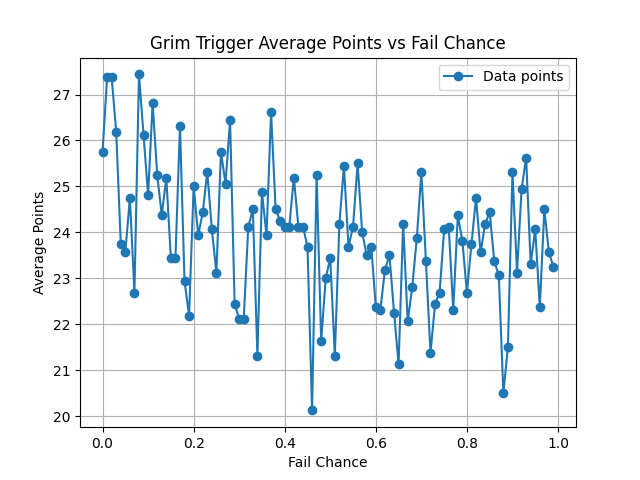 Grim Trigger Average Points vs Fail Chance
Data points
27
26
25
24
23
22
21
20
Average Points
0.0 0.2 0.4 0.6 0.8 1.0
Fail Chance